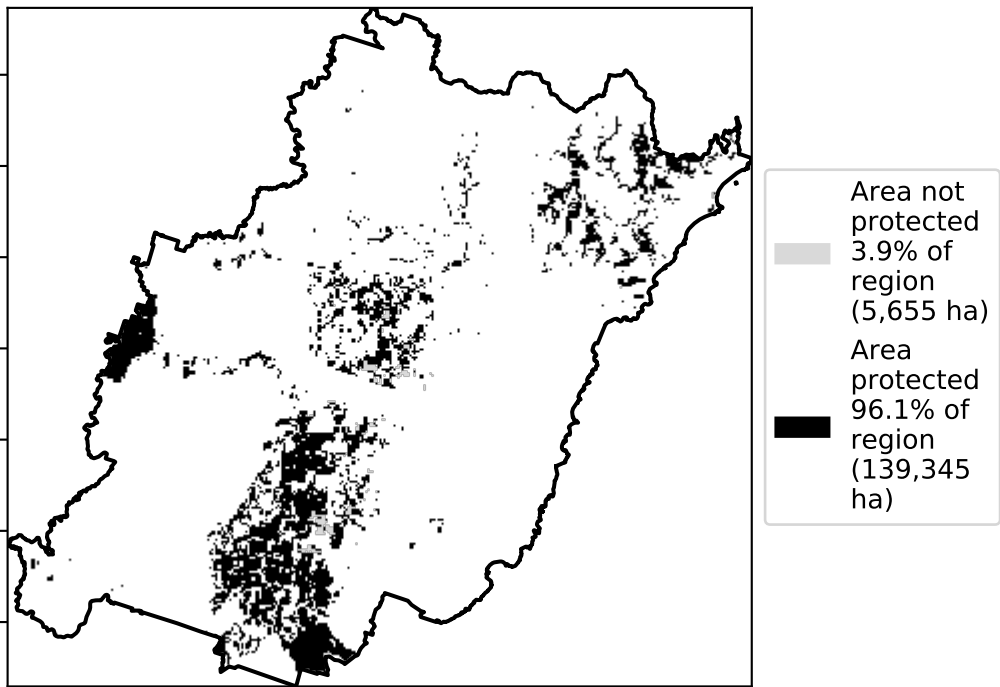 Area not
protected
3.9% of
region
(5,655 ha)
Area
protected
96.1% of
region
(139,345
ha)